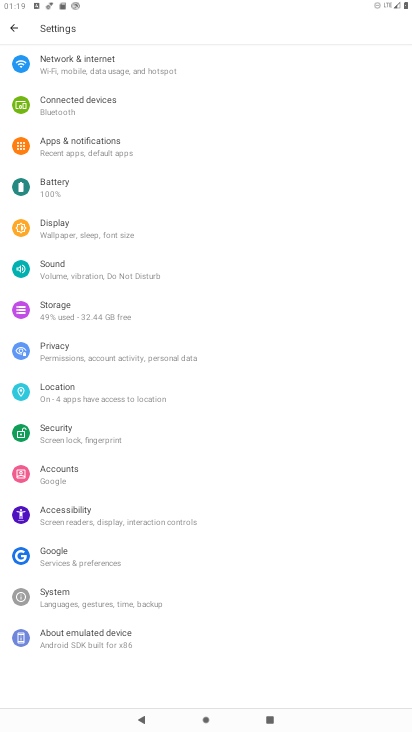 01:19
LTE
Settings
Network & internet
Wi-Fi, mobile, data usage, and hotspot
Connected devices
Bluetooth
Apps & notifications
Recent apps, default apps
Battery
100%
Display
Wallpaper, sleep, font size
Sound
Volume, vibration, Do Not Disturb
Storage
49% used - 32.44 GB free
Privacy
Permissions, account activity, personal data
Location
On - 4 apps have access to location
Security
Screen lock, fingerprint
Accounts
Google
Accessibility
Screen readers, display, interaction controls
Google
Services & preferences
System
Languages, gestures, time, backup
About emulated device
Android SDK built for x86